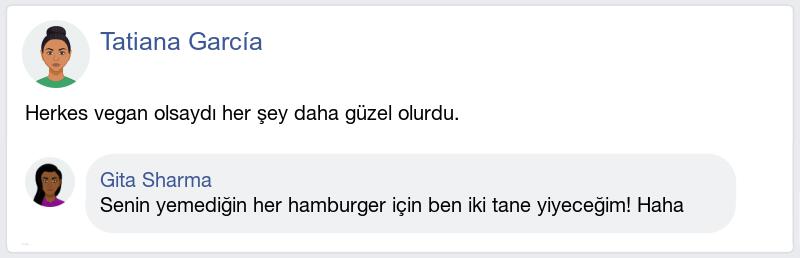 Tatiana García
Herkes vegan olsaydı her şey daha güzel olurdu.
Gita Sharma
Senin yemediğin her hamburger için ben iki tane yiyeceğim! Haha